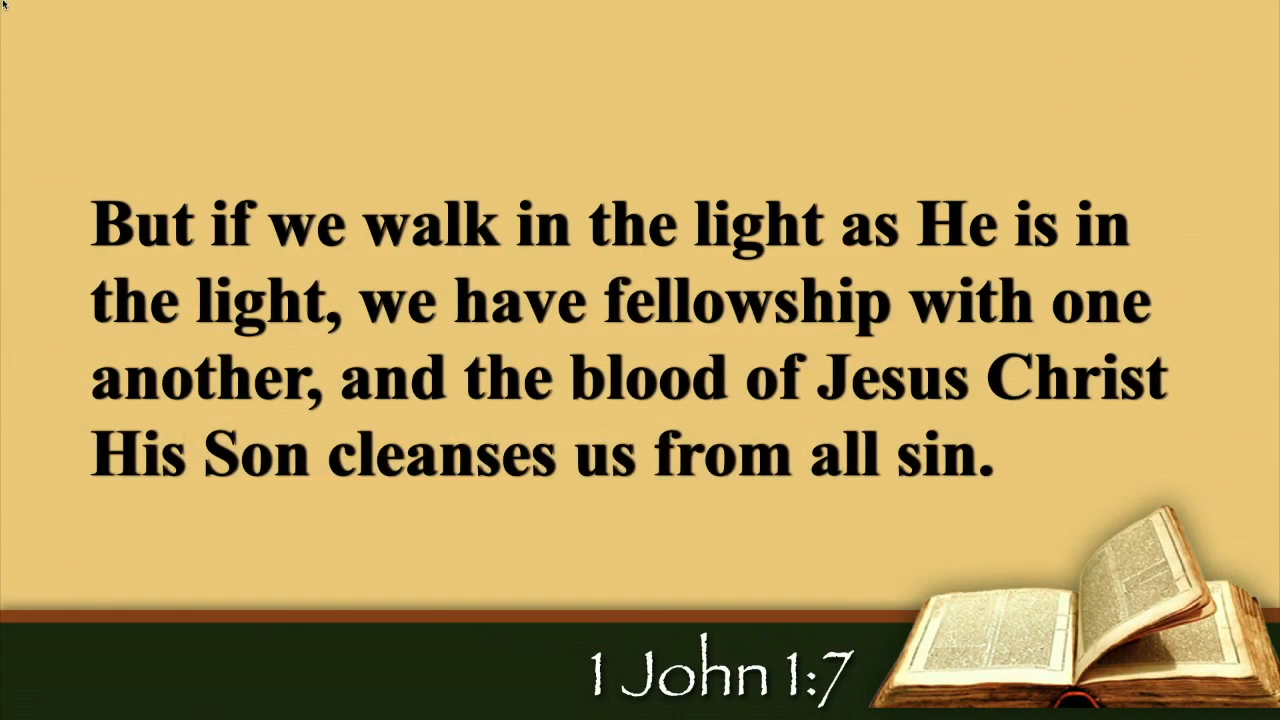 But if we walk in the light as He is in
the light, we have fellowship with one
another, and the blood of Jesus Christ
His Son cleanses us from all sin.
1 John 1:7